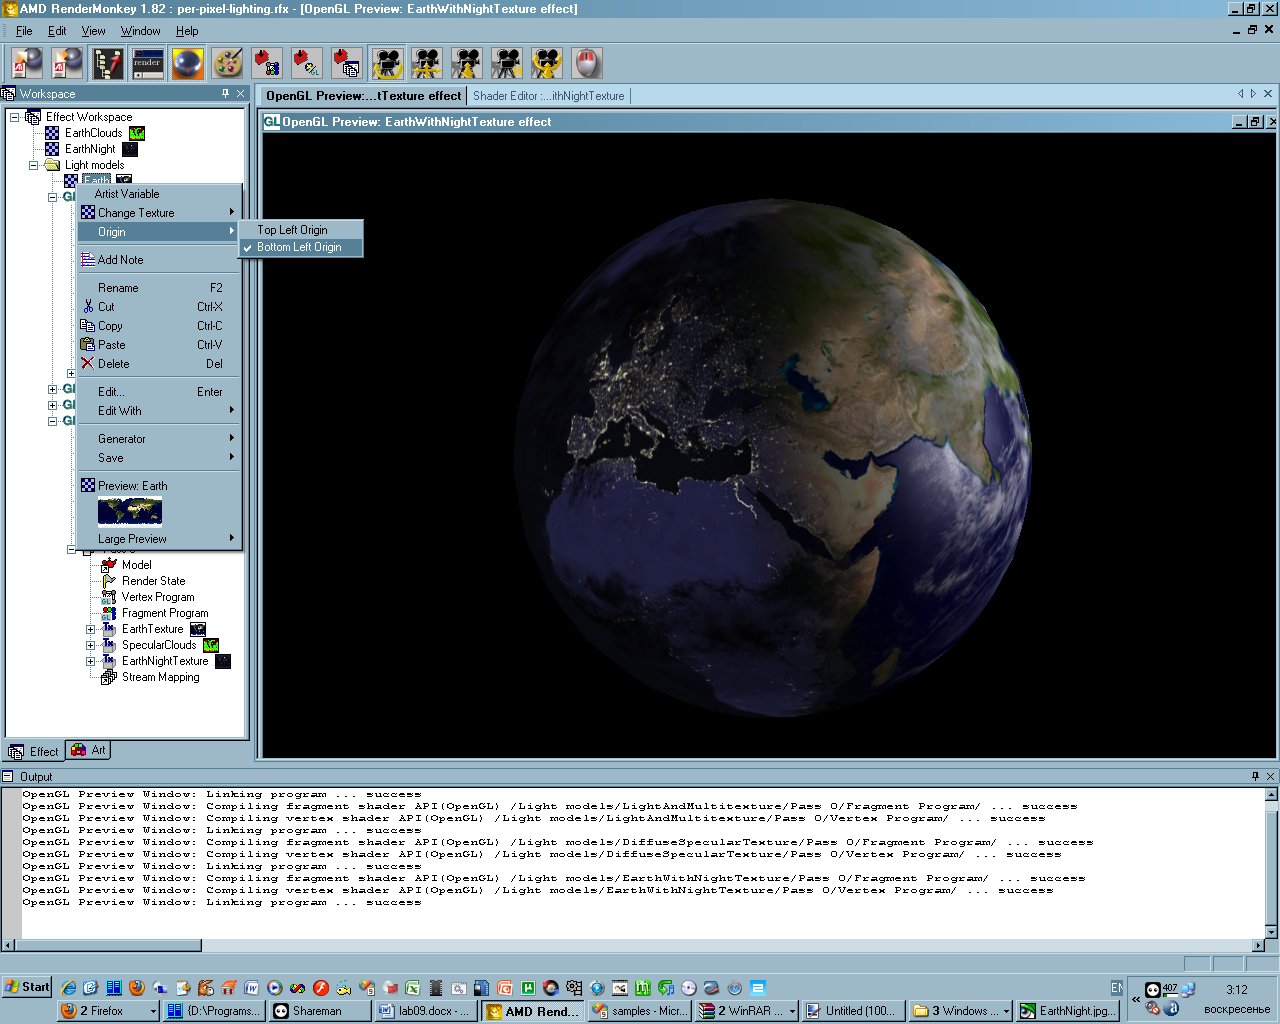 AMD RenderMonkey 1.82 : per-pixel-lighting.rfx - [OpenGL Preview: EarthWithNightTexture effect]
File Edit View Window Help
Workspace
OpenGL Preview:...tTexture effect Shader Editor :...ithNightTexture
OpenGL Preview: EarthWithNightTexture effect
Effect Workspace
EarthClouds
EarthNight
Light models
Earth
Artist Variable
Change Texture
Origin
Top Left Origin
Bottom Left Origin
Add Note
Rename F2
Cut Ctrl-X
Copy Ctrl-C
Paste Ctrl-V
Delete Del
Edit... Enter
Edit With
Generator
Save
Preview: Earth
Large Preview
Model
Render State
Vertex Program
Fragment Program
EarthTexture
SpecularClouds
EarthNightTexture
Stream Mapping
Effect Art
Output
OpenGL Preview Window: Linking program ... success
OpenGL Preview Window: Compiling fragment shader API(OpenGL) /Light models/LightAndMultitexture/Pass 0/Fragment Program/ ... success
OpenGL Preview Window: Compiling vertex shader API(OpenGL) /Light models/LightAndMultitexture/Pass 0/Vertex Program/ ... success
OpenGL Preview Window: Linking program ... success
OpenGL Preview Window: Compiling fragment shader API(OpenGL) /Light models/DiffuseSpecularTexture/Pass 0/Fragment Program/ ... success
OpenGL Preview Window: Compiling vertex shader API(OpenGL) /Light models/DiffuseSpecularTexture/Pass 0/Vertex Program/ ... success
OpenGL Preview Window: Linking program ... success
OpenGL Preview Window: Compiling fragment shader API(OpenGL) /Light models/EarthWithNightTexture/Pass 0/Fragment Program/ ... success
OpenGL Preview Window: Compiling vertex shader API(OpenGL) /Light models/EarthWithNightTexture/Pass 0/Vertex Program/ ... success
OpenGL Preview Window: Linking program ... success
Start
EN
407
3:12
воскресенье
2 Firefox
{D:\Programs...
Shareman
lab09.docx - ...
AMD Rend...
samples - Micr...
2 WinRAR ...
Untitled (100...
3 Windows ...
EarthNight.jpg...